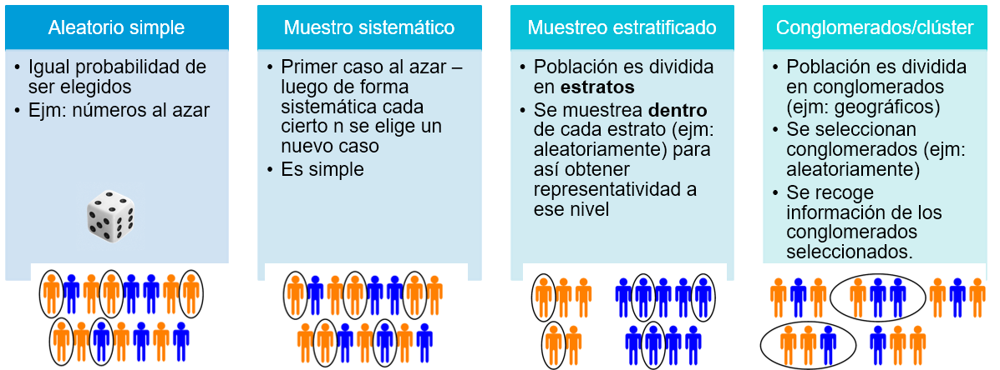 Aleatorio simple
• Igual probabilidad de
ser elegidos
• Ejm: números al azar
Muestro sistemático
• Primer caso al azar –
luego de forma
sistemática cada
cierto n se elige un
nuevo caso
• Es simple
Muestreo estratificado
• Población es dividida
en estratos
• Se muestrea dentro
de cada estrato (ejm:
aleatoriamente) para
así obtener
representatividad a
ese nivel
Conglomerados/clúster
• Población es dividida
en conglomerados
(ejm: geográficos)
• Se seleccionan
conglomerados (ejm:
aleatoriamente)
• Se recoge
información de los
conglomerados
seleccionados.